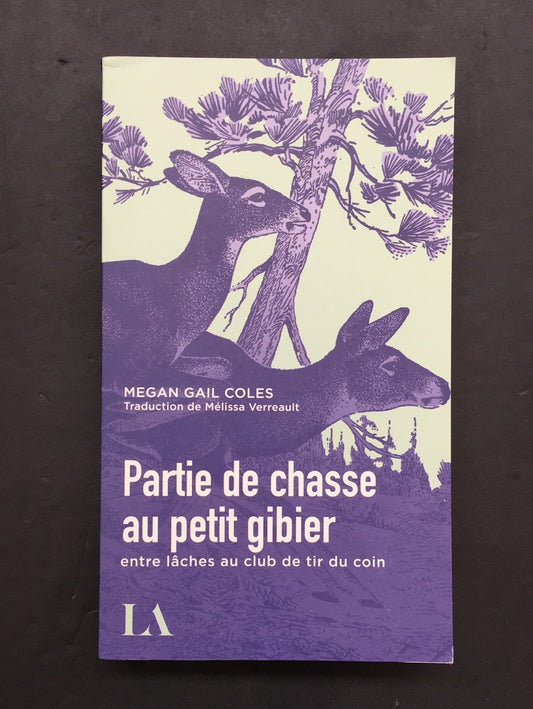 MEGAN GAIL COLES
Traduction de Mélissa Verreault
Partie de chasse
au petit gibier
entre lâches au club de tir du coin
LA